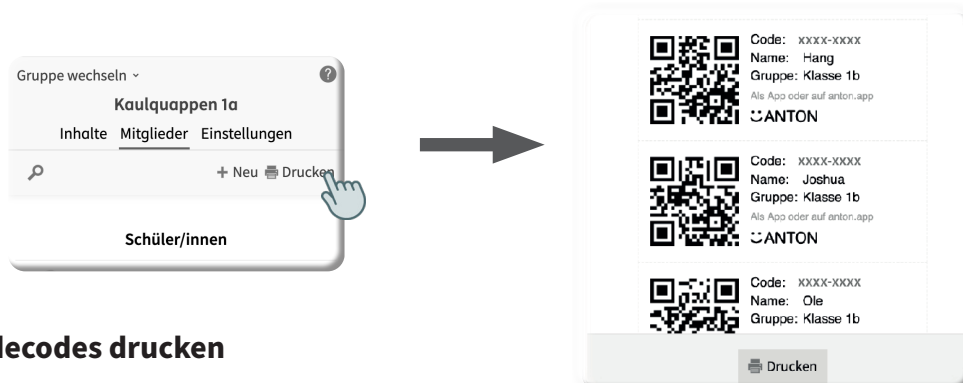 Gruppe wechseln
Kaulquappen 1a
Inhalte Mitglieder Einstellungen
+ Neu Drucken
Schüler/innen
Code: xxxx-xxxx
Name: Hang
Gruppe: Klasse 1b
Als App oder auf anton.app
ANTON
Code: xxxx-xxxx
Name: Joshua
Gruppe: Klasse 1b
Als App oder auf anton.app
ANTON
Code: xxxx-xxxx
Name: Ole
Gruppe: Klasse 1b
Drucken
decodes drucken